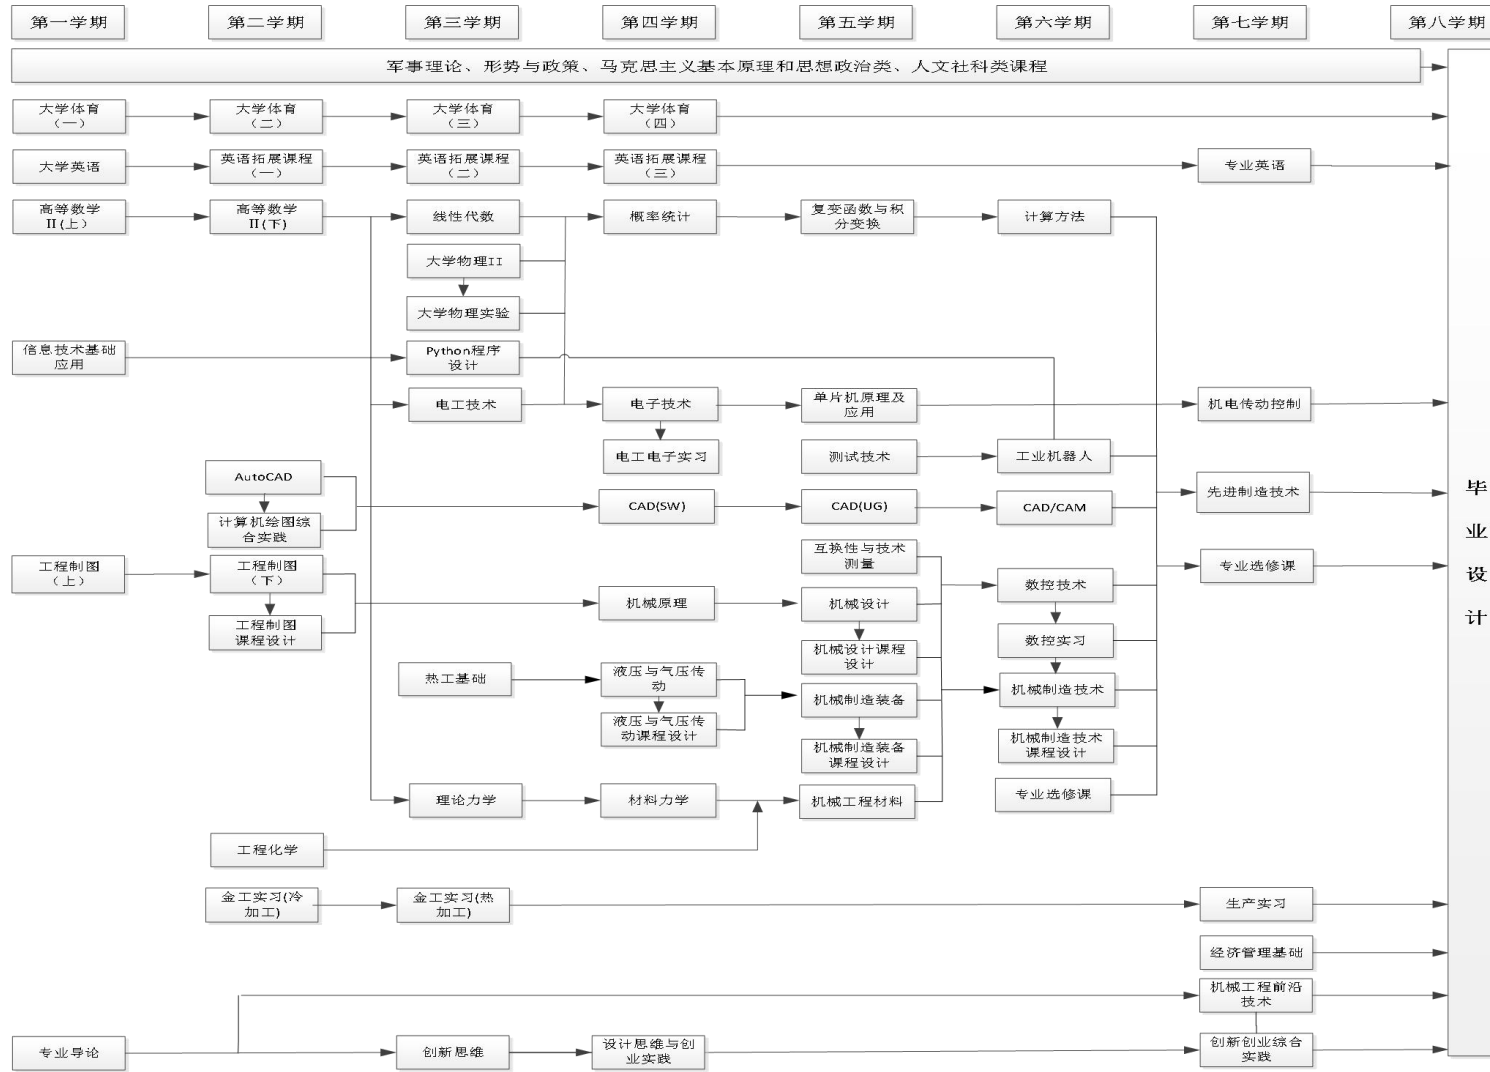 第一学期
第二学期
第三学期
第四学期
第五学期
第六学期
第七学期
第八学期
军事理论、形势与政策、马克思主义基本原理和思想政治类、人文社科类课程
大学体育
（一）
大学体育
（二）
大学体育
（三）
大学体育
（四）
大学英语
英语拓展课程
（一）
英语拓展课程
（二）
英语拓展课程
（三）
专业英语
高等数学
II(上)
高等数学
II(下)
线性代数
概率统计
复变函数与积
分变换
计算方法
大学物理II
大学物理实验
信息技术基础
应用
Python程序
设计
电工技术
电子技术
单片机原理及
应用
机电传动控制
电工电子实习
测试技术
工业机器人
AutoCAD
计算机绘图综
合实践
CAD(SW)
CAD(UG)
CAD/CAM
先进制造技术
工程制图
（上）
工程制图
（下）
工程制图
课程设计
机械原理
互换性与技术
测量
机械设计
机械设计课程
设计
数控技术
数控实习
专业选修课
热工基础
液压与气压传
动
液压与气压传
动课程设计
机械制造装备
机械制造装备
课程设计
机械制造技术
机械制造技术
课程设计
理论力学
材料力学
机械工程材料
专业选修课
工程化学
金工实习(冷
加工)
金工实习(热
加工)
生产实习
经济管理基础
机械工程前沿
技术
专业导论
创新思维
设计思维与创
业实践
创新创业综合
实践
毕
业
设
计